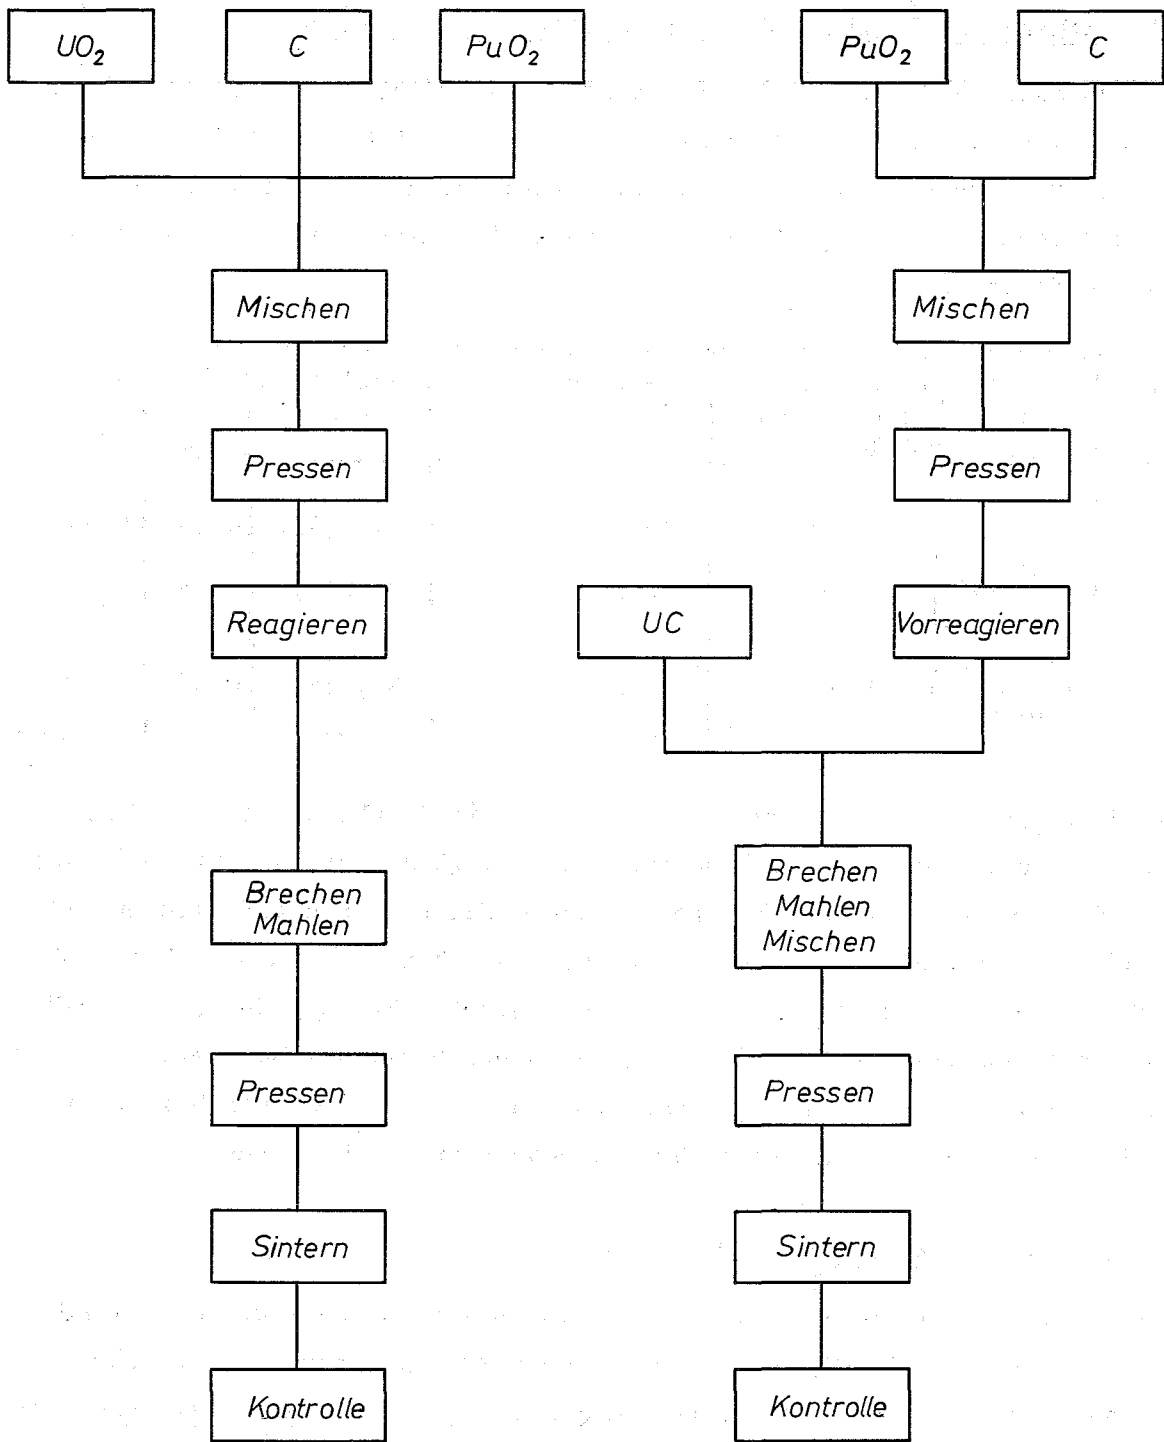 UO₂
C
PuO₂
Mischen
Pressen
Reagieren
Brechen
Mahlen
Pressen
Sintern
Kontrolle
PuO₂
C
Mischen
Pressen
UC
Vorreagieren
Brechen
Mahlen
Mischen
Pressen
Sintern
Kontrolle